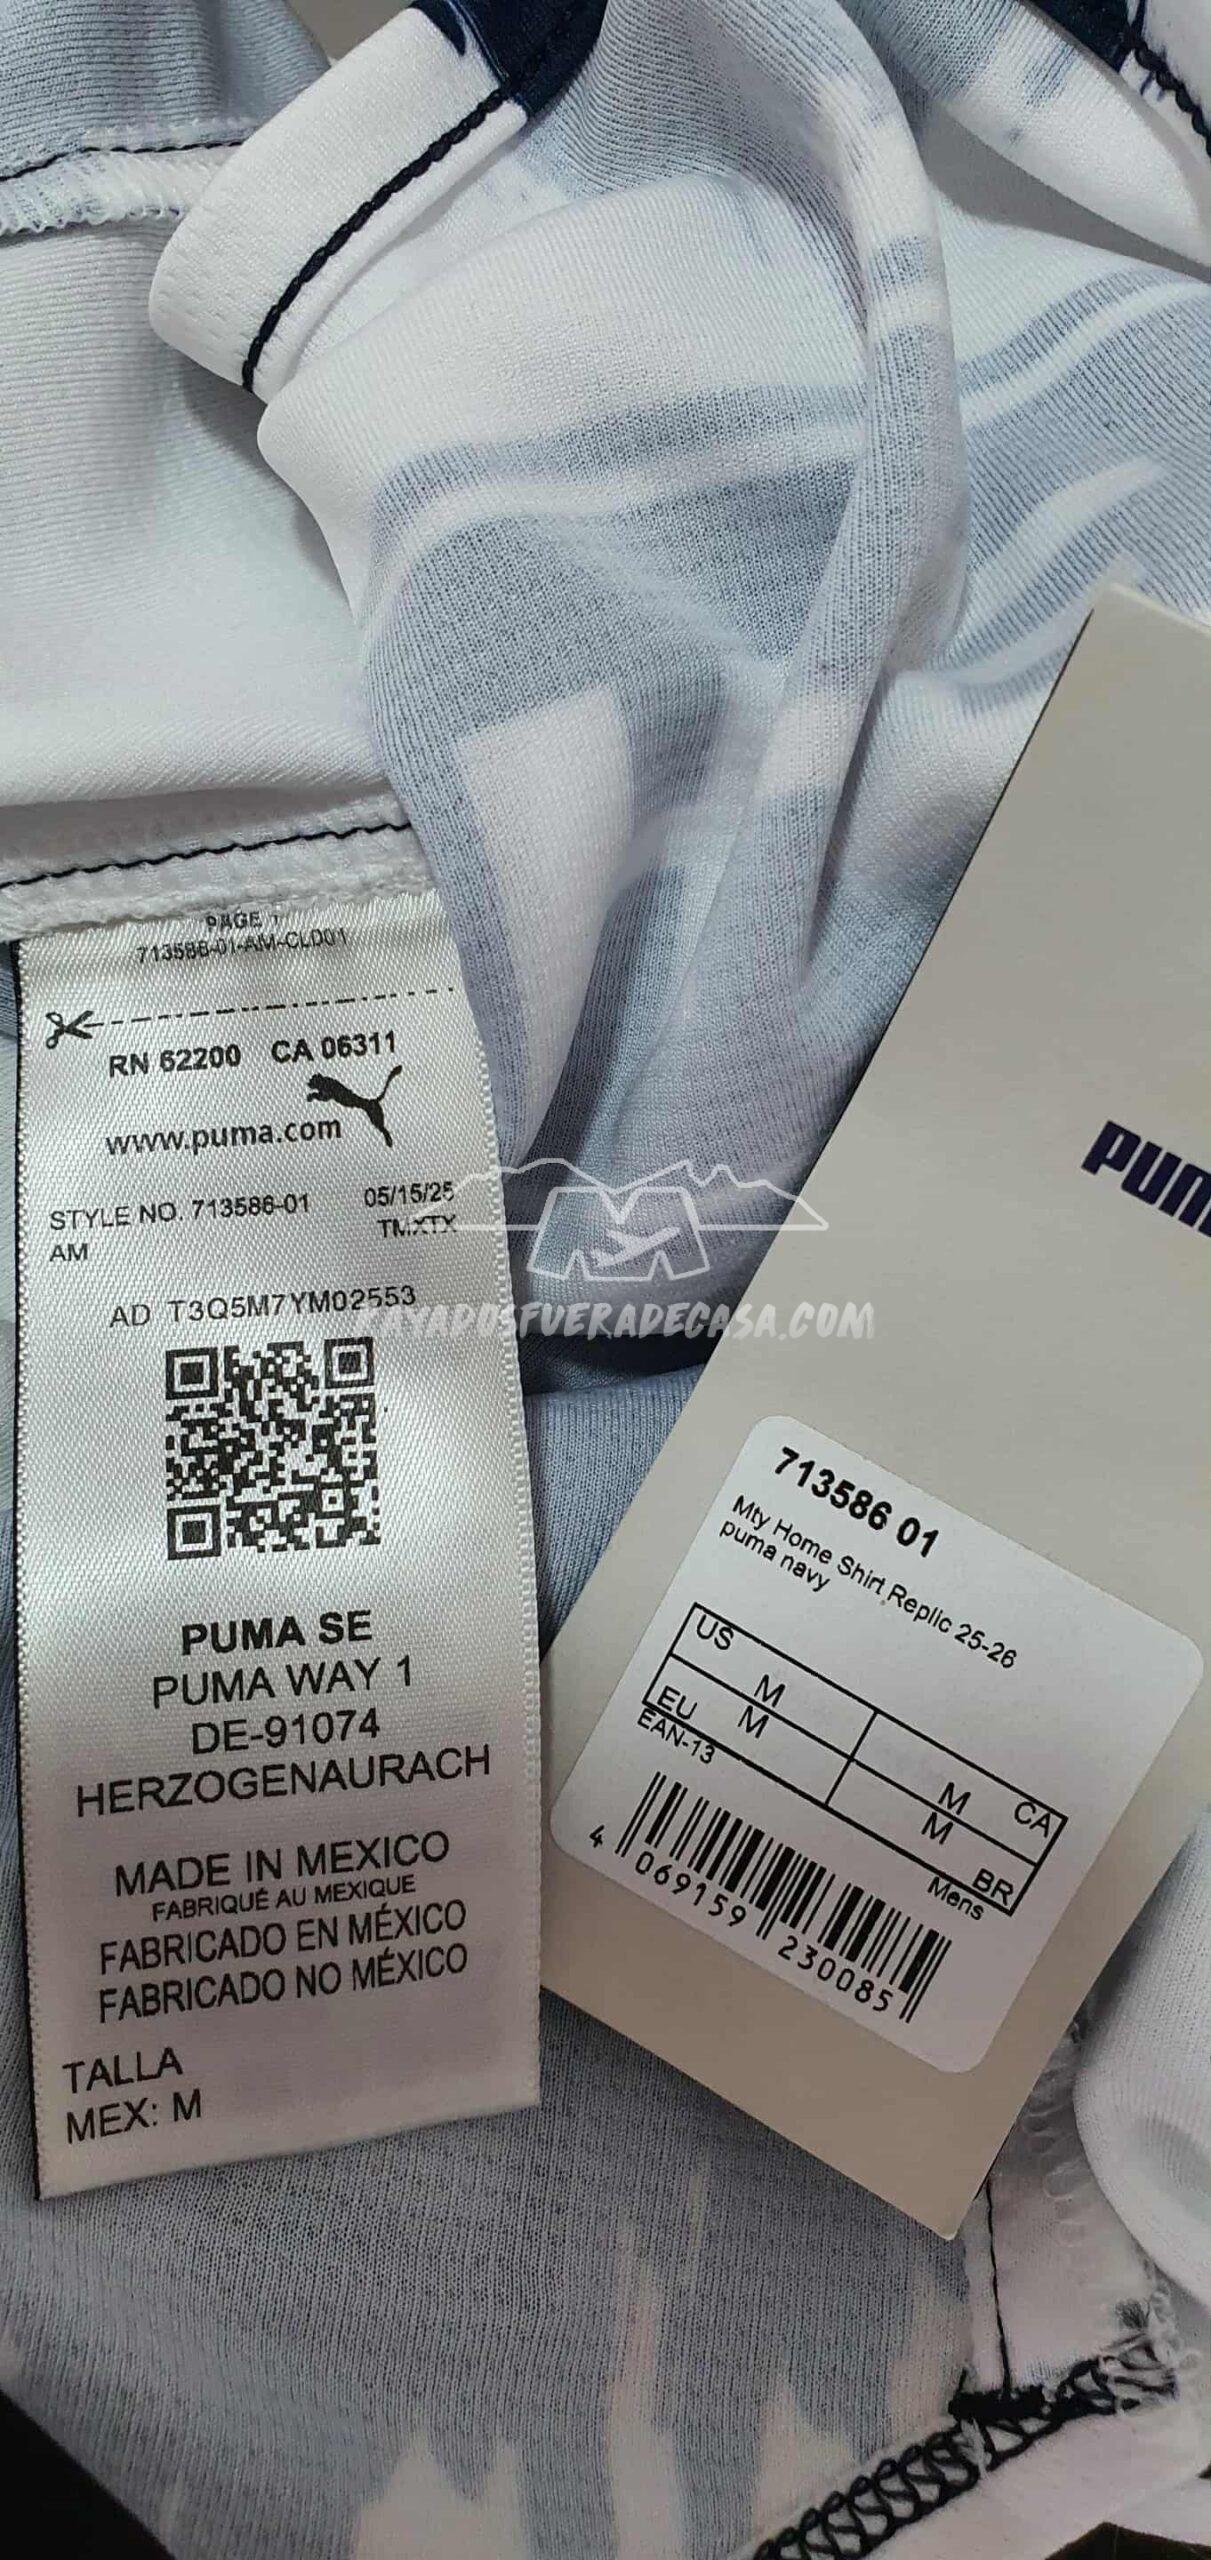 PAGE 1
713586-01-AM-CLD01
RN 62200 CA 06311
www.puma.com
STYLE NO. 713586-01 05/15/25
AM TMXTX
AD T3Q5M7YM02553
PUMA SE
PUMA WAY 1
DE-91074
HERZOGENAURACH
MADE IN MEXICO
FABRIQUÉ AU MEXIQUE
FABRICADO EN MÉXICO
FABRICADO NO MÉXICO
TALLA
MEX: M
RAYADOSFUERADECASA.COM
PUM
713586 01
Mty Home Shirt Replic 25-26
puma navy
US M M CA
EU M M BR
EAN-13 Mens
4 069159 230085